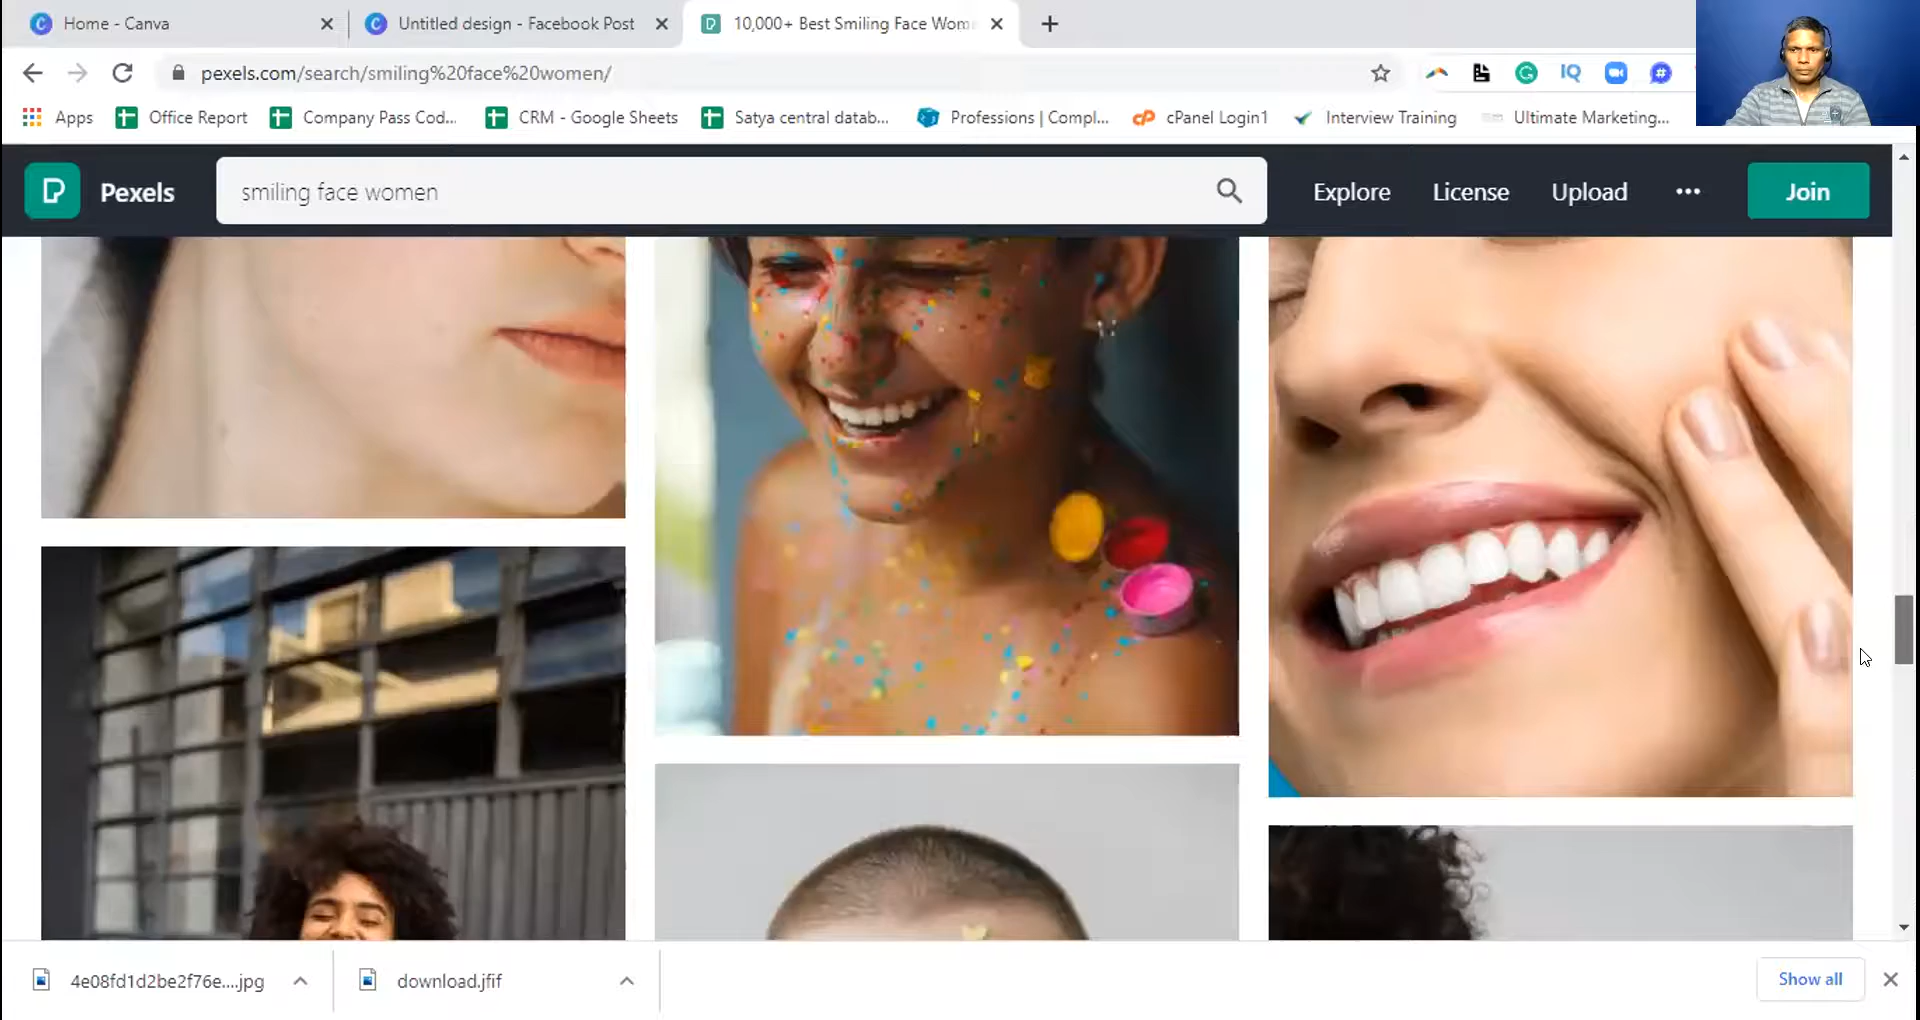 Home - Canva
Untitled design - Facebook Post
10,000+ Best Smiling Face Wom
pexels.com/search/smiling%20face%20women/
IQ
Apps
Office Report
Company Pass Cod...
CRM - Google Sheets
Satya central datab...
Professions | Compl...
cPanel Login1
Interview Training
Ultimate Marketing...
Pexels
smiling face women
Explore
License
Upload
Join
4e08fd1d2be2f76e....jpg
download.jfif
Show all